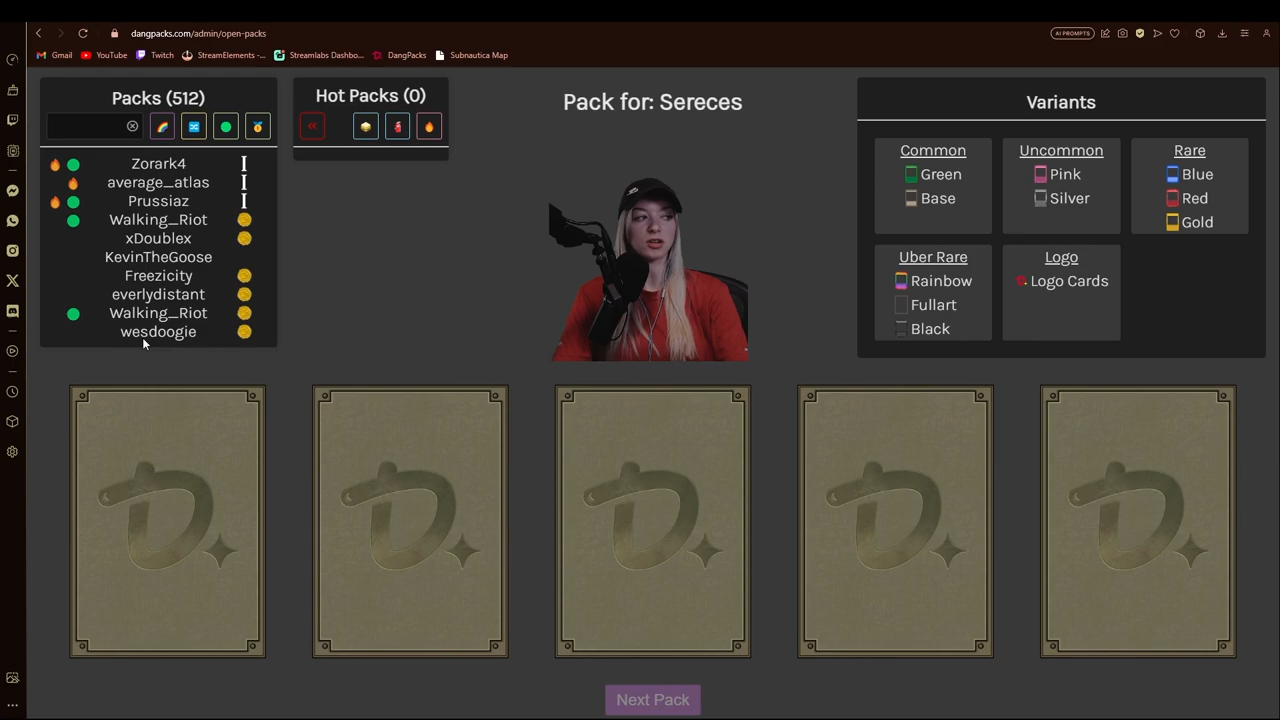 dangpacks.com/admin/open-packs
AI PROMPTS
Gmail YouTube Twitch StreamElements -... Streamlabs Dashbo... DangPacks Subnautica Map
Packs (512)
Zorark4 I
average_atlas I
Prussiaz I
Walking_Riot
xDoublex
KevinTheGoose
Freezicity
everlydistant
Walking_Riot
wesdoogie
Hot Packs (0)
Pack for: Sereces
Variants
Common
Green
Base
Uncommon
Pink
Silver
Rare
Blue
Red
Gold
Uber Rare
Rainbow
Fullart
Black
Logo
Logo Cards
D D D D D
Next Pack